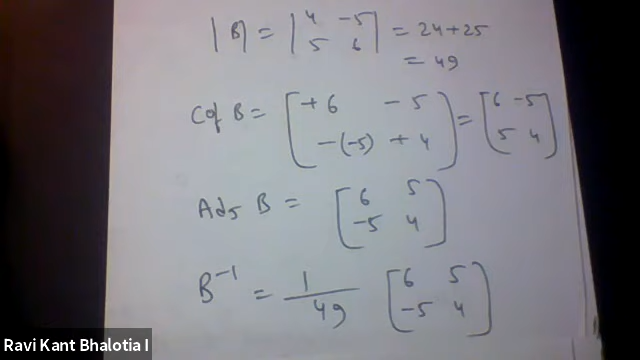 |B| = |4 -5| = 24+25
|5 6| = 49
Cof B = [+6 -5] = [6 -5]
[-(-5) +4] [5 4]
Adj B = [6 5]
[-5 4]
B⁻¹ = 1/49 [6 5]
[-5 4]
Ravi Kant Bhalotia I